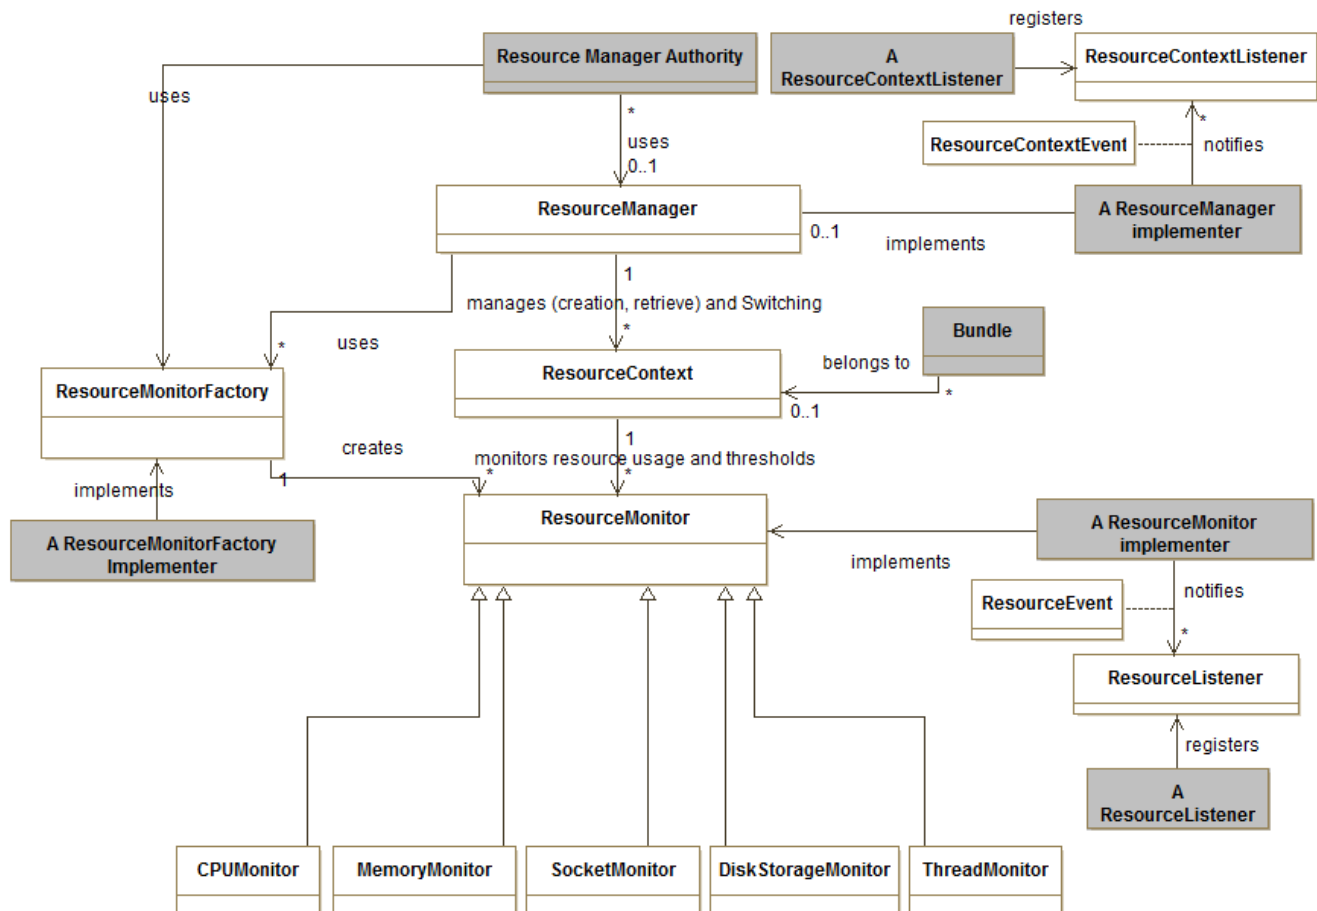 registers
Resource Manager Authority
A
ResourceContextListener
ResourceContextListener
uses
*
*
uses
ResourceContextEvent
notifies
0..1
ResourceManager
A ResourceManager
implementer
0..1
implements
1
manages (creation, retrieve) and Switching
*
*
uses
Bundle
ResourceContext
belongs to
ResourceMonitorFactory
*
0..1
1
creates
monitors resource usage and thresholds
*
*
1
implements
ResourceMonitor
A ResourceMonitor
implementer
A ResourceMonitorFactory
Implementer
implements
notifies
ResourceEvent
*
ResourceListener
registers
A
ResourceListener
CPUMonitor
MemoryMonitor
SocketMonitor
DiskStorageMonitor
ThreadMonitor